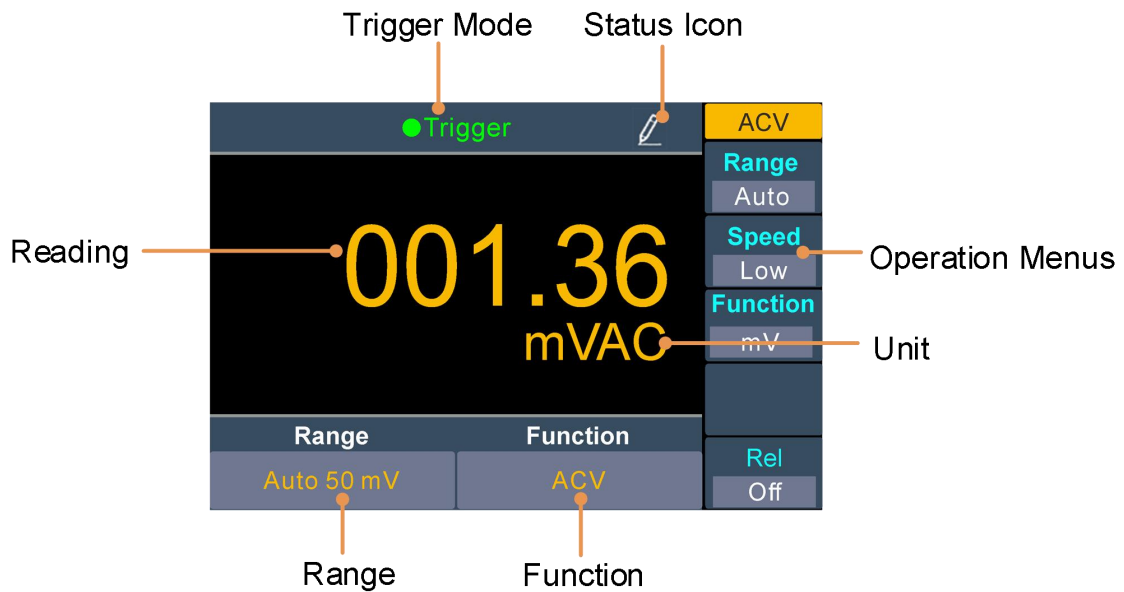 Trigger Mode
Status Icon
Trigger
ACV
Range
Auto
Reading
001.36
Speed
Low
Operation Menus
Function
mVAC
mV
Unit
Range
Function
Auto 50 mV
ACV
Rel
Off
Range
Function